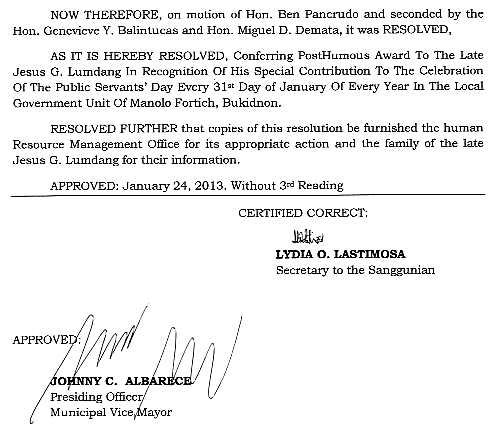 NOW THEREFORE, on motion of Hon. Ben Pancrudo and seconded by the
Hon. Genevieve Y. Balintucas and Hon. Miguel D. Demata, it was RESOLVED,
AS IT IS HEREBY RESOLVED, Conferring PostHumous Award To The Late
Jesus G. Lumdang In Recognition Of His Special Contribution To The Celebration
Of The Public Servants' Day Every 31st Day of January Of Every Year In The Local
Government Unit Of Manolo Fortich, Bukidnon.
RESOLVED FURTHER that copies of this resolution be furnished the human
Resource Management Office for its appropriate action and the family of the late
Jesus G. Lumdang for their information.
APPROVED: January 24, 2013. Without 3rd Reading
CERTIFIED CORRECT:
LYDIA O. LASTIMOSA
Secretary to the Sanggunian
APPROVED:
JOHNNY C. ALBARECE
Presiding Officer
Municipal Vice Mayor